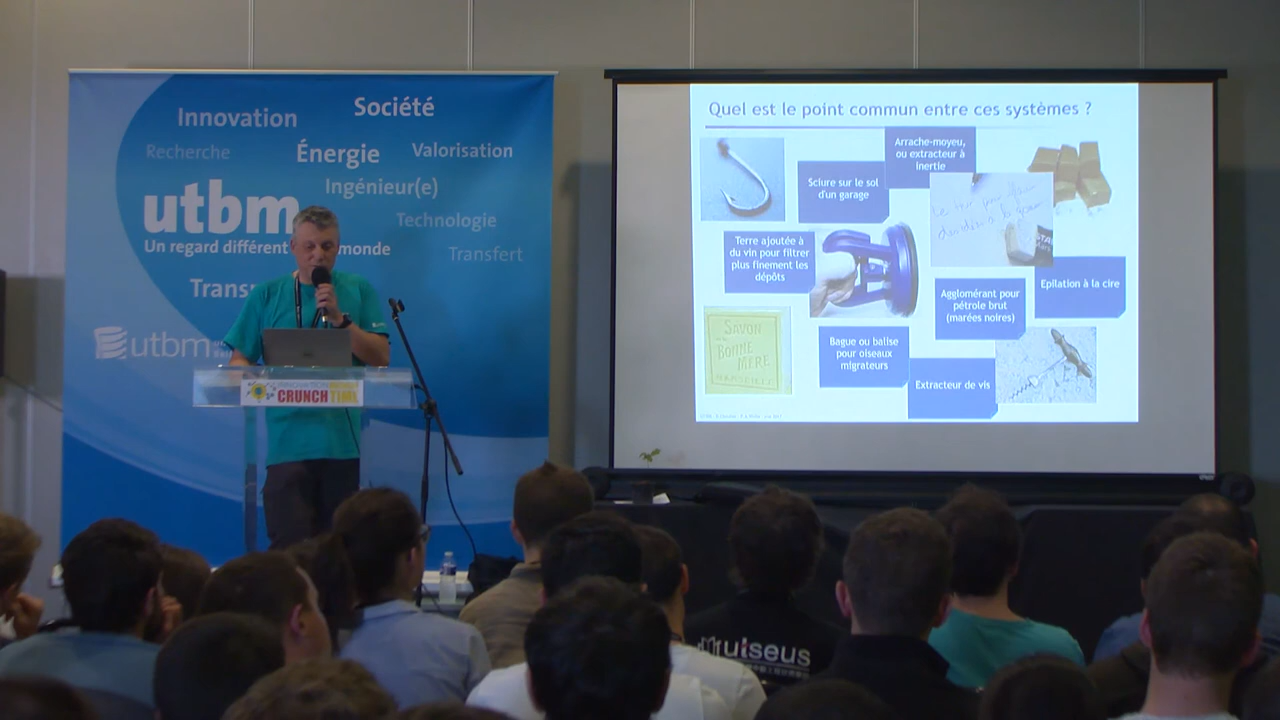 Société
Innovation
Recherche
Énergie
Valorisation
Ingénieur(e)
utbm
Technologie
Un regard différent
monde
Transfert
Trans
utbm
CRUNCH TIME
Quel est le point commun entre ces systèmes ?
Arrache-moyeu,
ou extracteur à
inertie
Sciure sur le sol
d'un garage
Terre ajoutée à
du vin pour filtrer
plus finement les
dépôts
Epilation à la cire
Agglomérant pour
pétrole brut
(marées noires)
SAVON
BONNE
MERE
Bague ou balise
pour oiseaux
migrateurs
Extracteur de vis